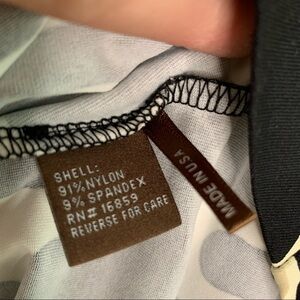 SHELL:
91% NYLON
9% SPANDEX
RN# 16859
REVERSE FOR CARE
MADE IN USA